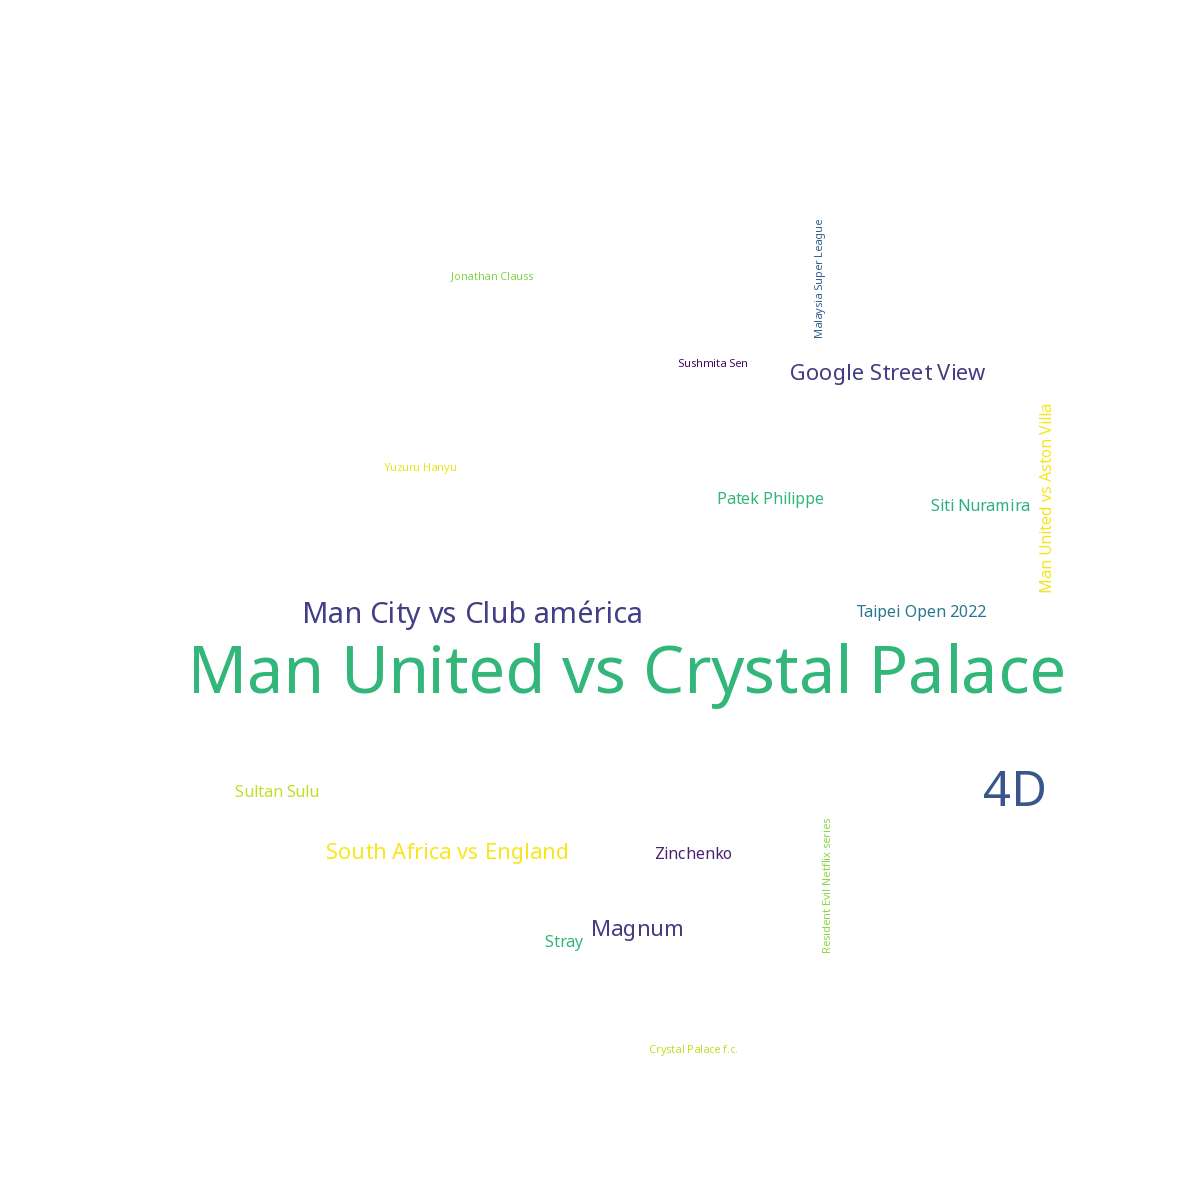 Malaysia Super League
Jonathan Clauss
Sushmita Sen
Google Street View
Man United vs Aston Villa
Yuzuru Hanyu
Patek Philippe
Siti Nuramira
Man City vs Club américa
Taipei Open 2022
Man United vs Crystal Palace
4D
Sultan Sulu
South Africa vs England
Zinchenko
Resident Evil Netflix series
Magnum
Stray
Crystal Palace f.c.